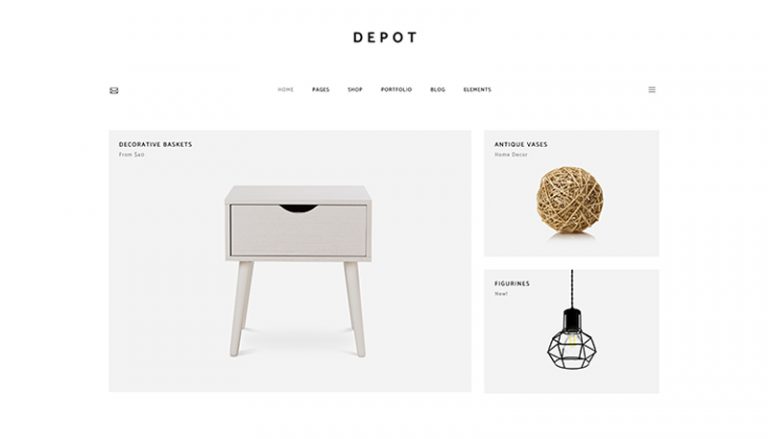 DEPOT
HOME PAGES SHOP PORTFOLIO BLOG ELEMENTS
DECORATIVE BASKETS
From $40
ANTIQUE VASES
Home Decor
FIGURINES
New!